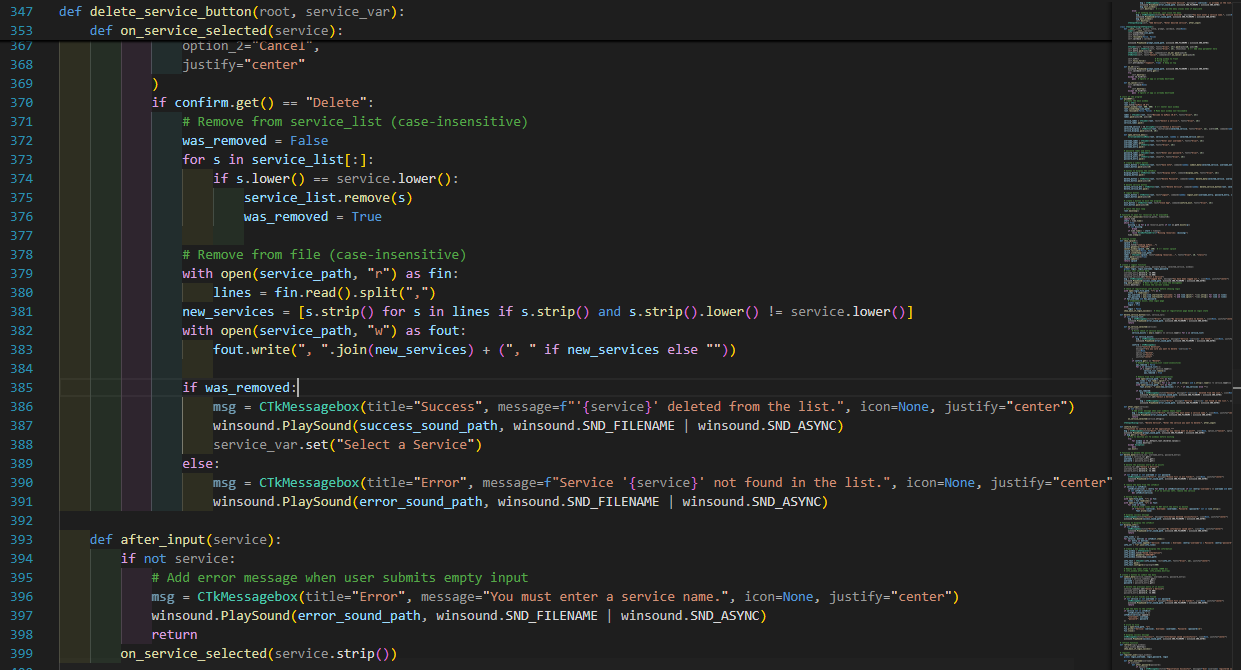 347 def delete_service_button(root, service_var):
353     def on_service_selected(service):
367                 option_2="Cancel",
368                 justify="center"
369             )
370             if confirm.get() == "Delete":
371                 # Remove from service_list (case-insensitive)
372                 was_removed = False
373                 for s in service_list[:]:
374                     if s.lower() == service.lower():
375                         service_list.remove(s)
376                         was_removed = True
377
378                 # Remove from file (case-insensitive)
379                 with open(service_path, "r") as fin:
380                     lines = fin.read().split(",")
381                 new_services = [s.strip() for s in lines if s.strip() and s.strip().lower() != service.lower()]
382                 with open(service_path, "w") as fout:
383                     fout.write(", ".join(new_services) + (", " if new_services else ""))
384
385                 if was_removed:
386                     msg = CTkMessagebox(title="Success", message=f"'{service}' deleted from the list.", icon=None, justify="center")
387                     winsound.PlaySound(success_sound_path, winsound.SND_FILENAME | winsound.SND_ASYNC)
388                     service_var.set("Select a Service")
389                 else:
390                     msg = CTkMessagebox(title="Error", message=f"Service '{service}' not found in the list.", icon=None, justify="center"
391                     winsound.PlaySound(error_sound_path, winsound.SND_FILENAME | winsound.SND_ASYNC)
392
393     def after_input(service):
394         if not service:
395             # Add error message when user submits empty input
396             msg = CTkMessagebox(title="Error", message="You must enter a service name.", icon=None, justify="center")
397             winsound.PlaySound(error_sound_path, winsound.SND_FILENAME | winsound.SND_ASYNC)
398             return
399         on_service_selected(service.strip())